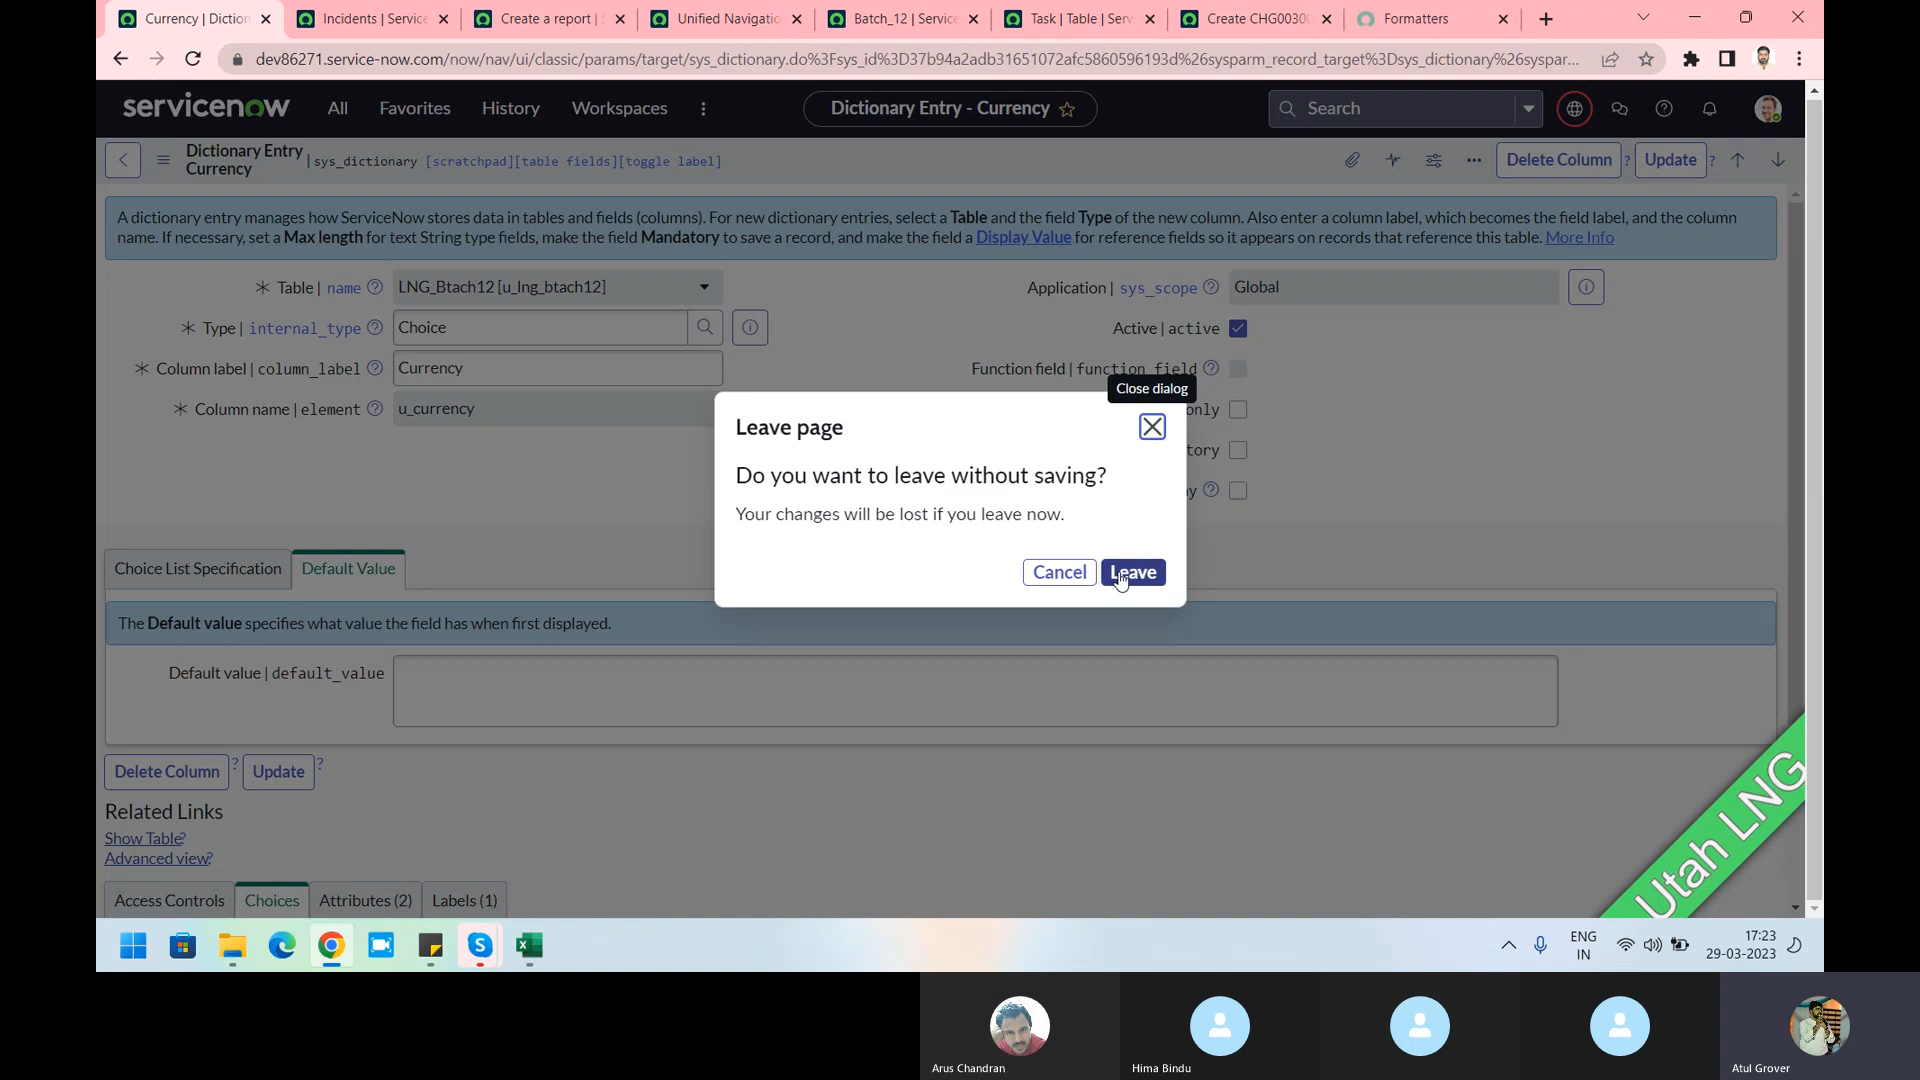 Currency | Diction
Incidents | Service
Create a report | S
Unified Navigatio
Batch_12 | Service
Task | Table | Serv
Create CHG0030
Formatters
dev86271.service-now.com/now/nav/ui/classic/params/target/sys_dictionary.do%3Fsys_id%3D37b94a2adb31651072afc5860596193d%26sysparm_record_target%3Dsys_dictionary%26syspar...
servicenow
All
Favorites
History
Workspaces
Dictionary Entry - Currency
Search
Dictionary Entry
Currency
|sys_dictionary [scratchpad][table fields][toggle label]
Delete Column
?
Update
?
A dictionary entry manages how ServiceNow stores data in tables and fields (columns). For new dictionary entries, select a Table and the field Type of the new column. Also enter a column label, which becomes the field label, and the column
name. If necessary, set a Max length for text String type fields, make the field Mandatory to save a record, and make the field a Display Value for reference fields so it appears on records that reference this table. More Info
Table | name
LNG_Btach12 [u_lng_btach12]
Application | sys_scope
Global
Type | internal_type
Choice
Active | active
Column label | column_label
Currency
Function field | function_field
Close dialog
Column name | element
u_currency
only
tory
y
Leave page
Do you want to leave without saving?
Your changes will be lost if you leave now.
Cancel
Leave
Choice List Specification
Default Value
The Default value specifies what value the field has when first displayed.
Default value | default_value
Delete Column
?
Update
?
Related Links
Show Table?
Advanced view?
Access Controls
Choices
Attributes (2)
Labels (1)
Utah LNG
ENG
IN
17:23
29-03-2023
Arus Chandran
Hima Bindu
Atul Grover